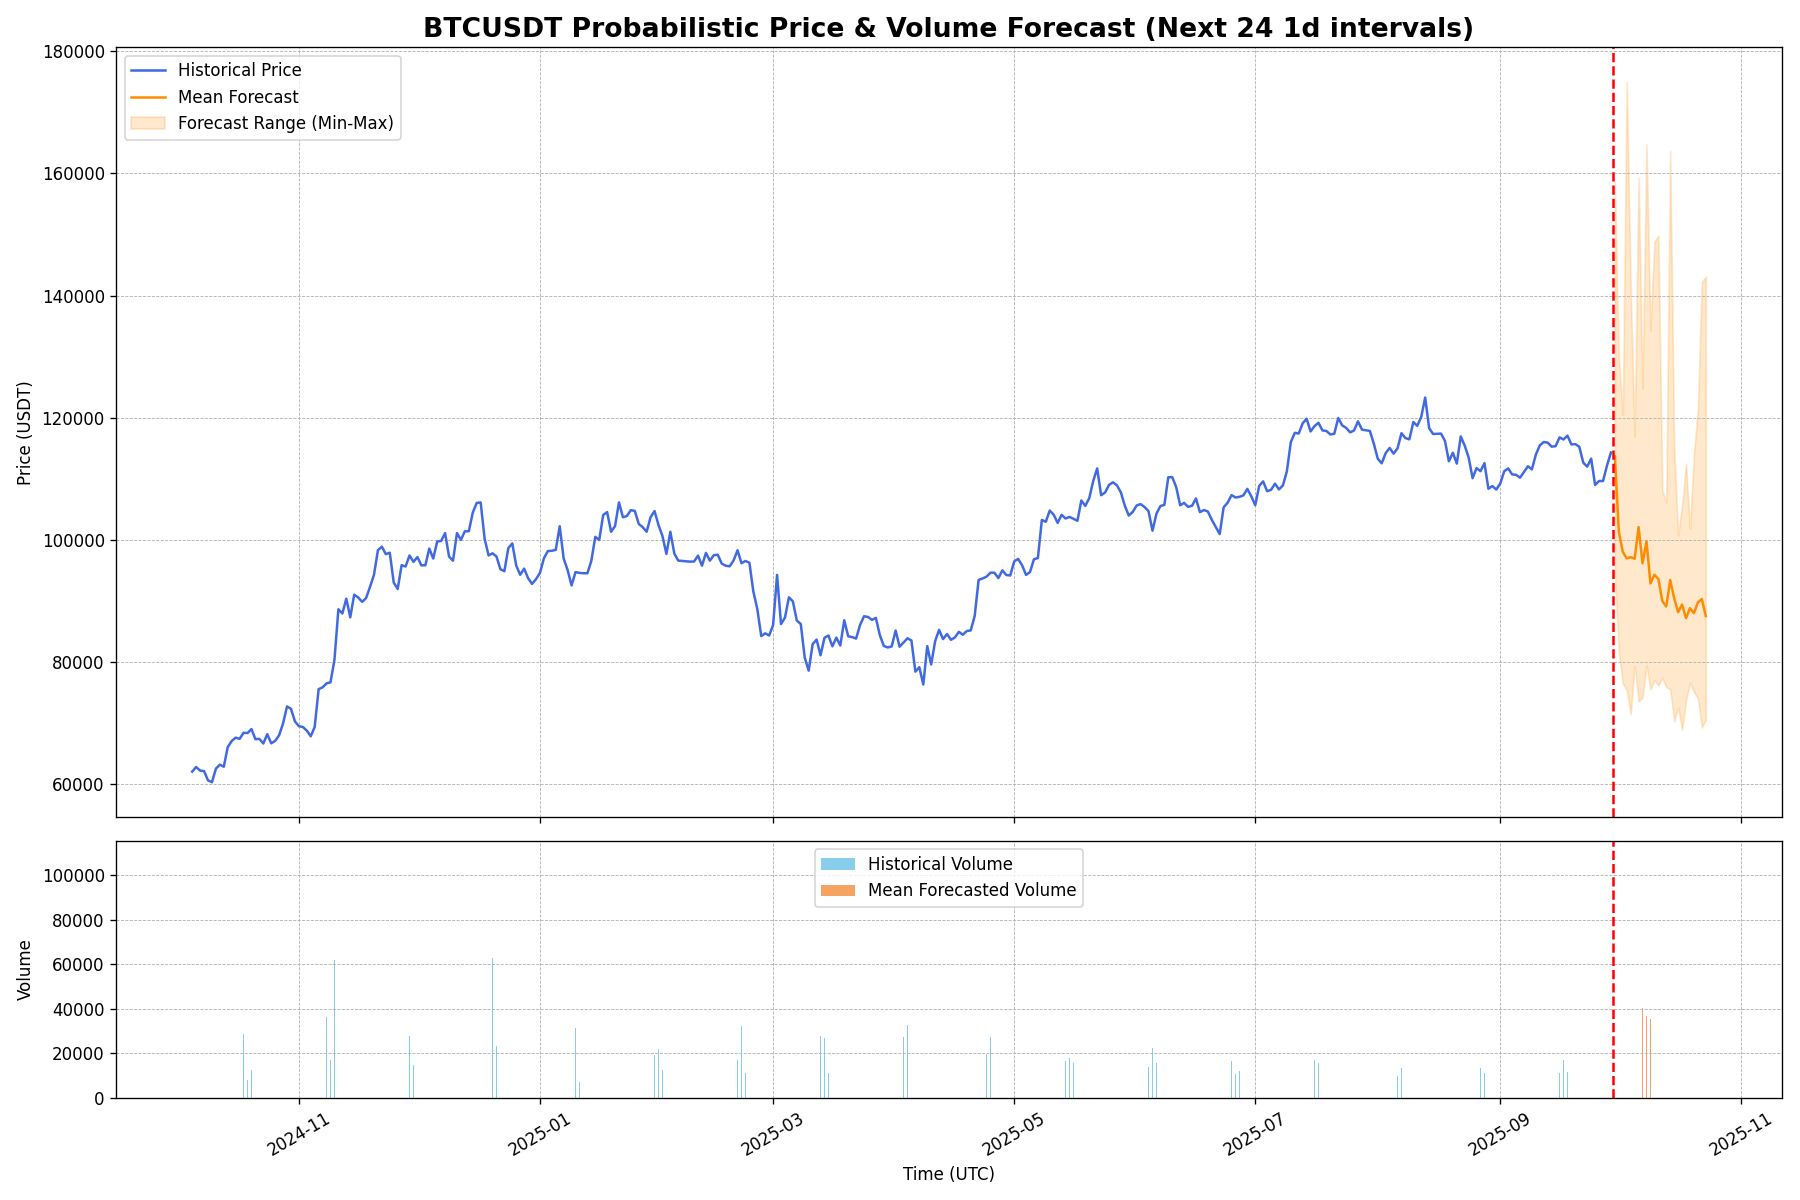 BTCUSDT Probabilistic Price & Volume Forecast (Next 24 1d intervals)
Historical Price
Mean Forecast
Forecast Range (Min-Max)
180000
160000
140000
120000
100000
80000
60000
Price (USDT)
Historical Volume
Mean Forecasted Volume
100000
80000
60000
40000
20000
0
Volume
2024-11
2025-01
2025-03
2025-05
2025-07
2025-09
2025-11
Time (UTC)